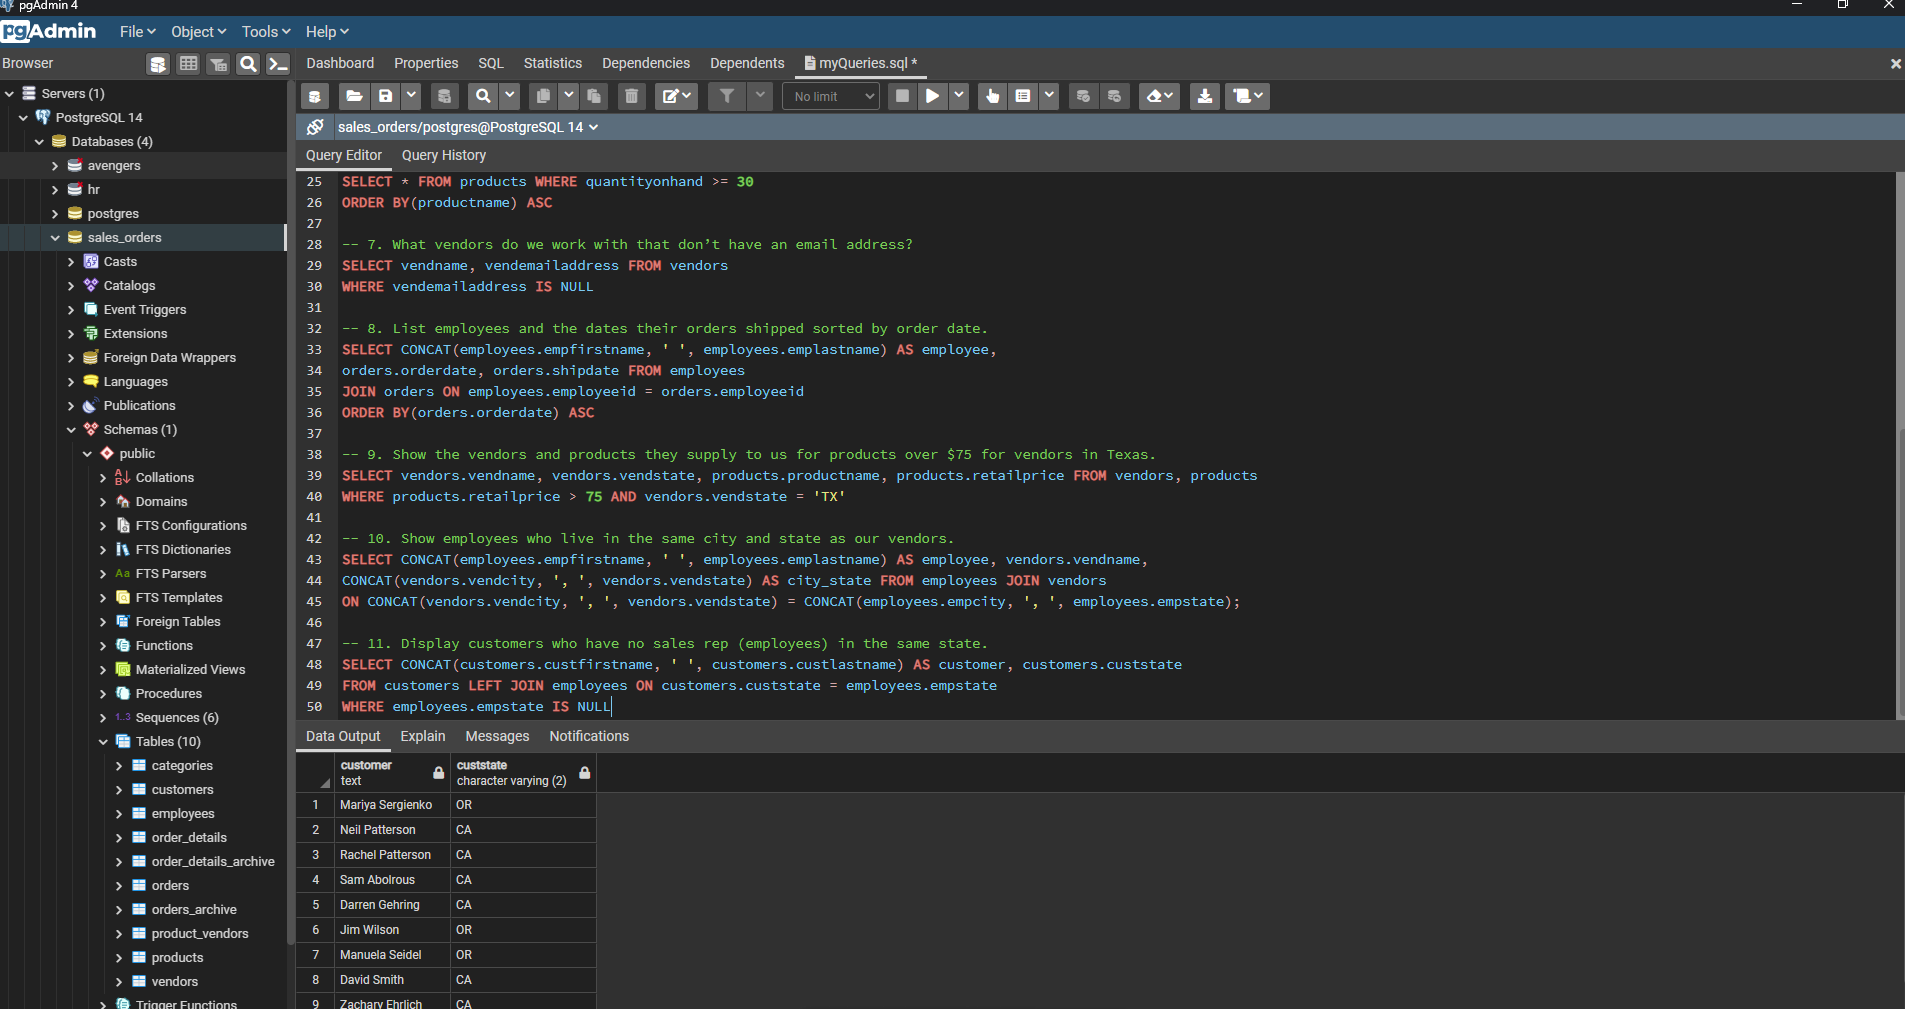 pgAdmin 4
pgAdmin File Object Tools Help
Browser
Dashboard Properties SQL Statistics Dependencies Dependents myQueries.sql *
Servers (1)
PostgreSQL 14
Databases (4)
avengers
hr
postgres
sales_orders
Casts
Catalogs
Event Triggers
Extensions
Foreign Data Wrappers
Languages
Publications
Schemas (1)
public
Collations
Domains
FTS Configurations
FTS Dictionaries
Aa FTS Parsers
FTS Templates
Foreign Tables
Functions
Materialized Views
Procedures
1..3 Sequences (6)
Tables (10)
categories
customers
employees
order_details
order_details_archive
orders
orders_archive
product_vendors
products
vendors
Trigger Functions
No limit
sales_orders/postgres@PostgreSQL 14
Query Editor Query History
25 SELECT * FROM products WHERE quantityonhand >= 30
26 ORDER BY(productname) ASC
27
28 -- 7. What vendors do we work with that don’t have an email address?
29 SELECT vendname, vendemailaddress FROM vendors
30 WHERE vendemailaddress IS NULL
31
32 -- 8. List employees and the dates their orders shipped sorted by order date.
33 SELECT CONCAT(employees.empfirstname, ' ', employees.emplastname) AS employee,
34 orders.orderdate, orders.shipdate FROM employees
35 JOIN orders ON employees.employeeid = orders.employeeid
36 ORDER BY(orders.orderdate) ASC
37
38 -- 9. Show the vendors and products they supply to us for products over $75 for vendors in Texas.
39 SELECT vendors.vendname, vendors.vendstate, products.productname, products.retailprice FROM vendors, products
40 WHERE products.retailprice > 75 AND vendors.vendstate = 'TX'
41
42 -- 10. Show employees who live in the same city and state as our vendors.
43 SELECT CONCAT(employees.empfirstname, ' ', employees.emplastname) AS employee, vendors.vendname,
44 CONCAT(vendors.vendcity, ', ', vendors.vendstate) AS city_state FROM employees JOIN vendors
45 ON CONCAT(vendors.vendcity, ', ', vendors.vendstate) = CONCAT(employees.empcity, ', ', employees.empstate);
46
47 -- 11. Display customers who have no sales rep (employees) in the same state.
48 SELECT CONCAT(customers.custfirstname, ' ', customers.custlastname) AS customer, customers.custstate
49 FROM customers LEFT JOIN employees ON customers.custstate = employees.empstate
50 WHERE employees.empstate IS NULL
Data Output Explain Messages Notifications
customer custstate
text character varying (2)
1 Mariya Sergienko OR
2 Neil Patterson CA
3 Rachel Patterson CA
4 Sam Abolrous CA
5 Darren Gehring CA
6 Jim Wilson OR
7 Manuela Seidel OR
8 David Smith CA
9 Zachary Ehrlich CA